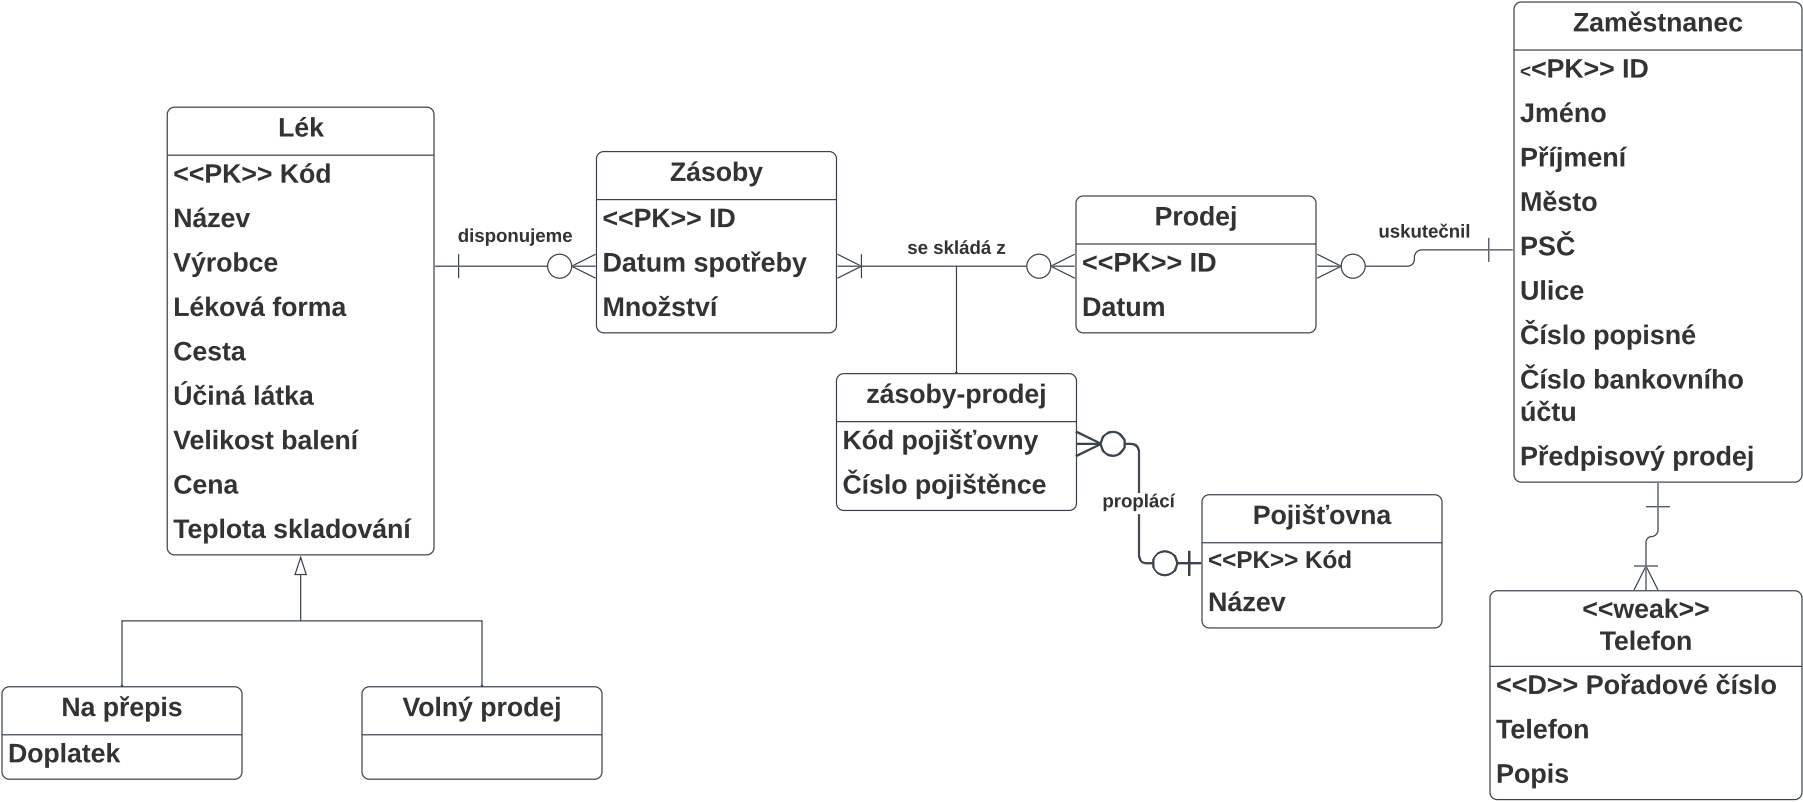 Lék
<<PK>> Kód
Název
Výrobce
Léková forma
Cesta
Účiná látka
Velikost balení
Cena
Teplota skladování
Na přepis
Doplatek
Volný prodej
disponujeme
Zásoby
<<PK>> ID
Datum spotřeby
Množství
se skládá z
zásoby-prodej
Kód pojišťovny
Číslo pojištěnce
Prodej
<<PK>> ID
Datum
proplácí
Pojišťovna
<<PK>> Kód
Název
uskutečnil
Zaměstnanec
<<PK>> ID
Jméno
Příjmení
Město
PSČ
Ulice
Číslo popisné
Číslo bankovního
účtu
Předpisový prodej
<<weak>>
Telefon
<<D>> Pořadové číslo
Telefon
Popis